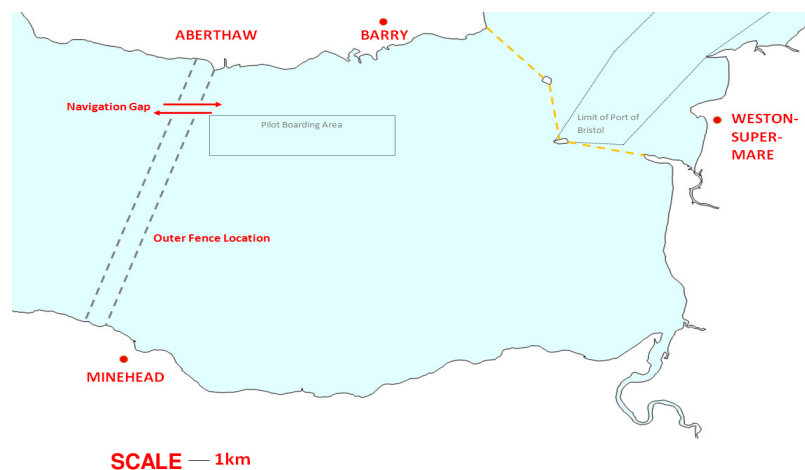 ABERTHAW
BARRY
Navigation Gap
Pilot Boarding Area
Limit of Port of
Bristol
WESTON-
SUPER-
MARE
Outer Fence Location
MINEHEAD
SCALE — 1km